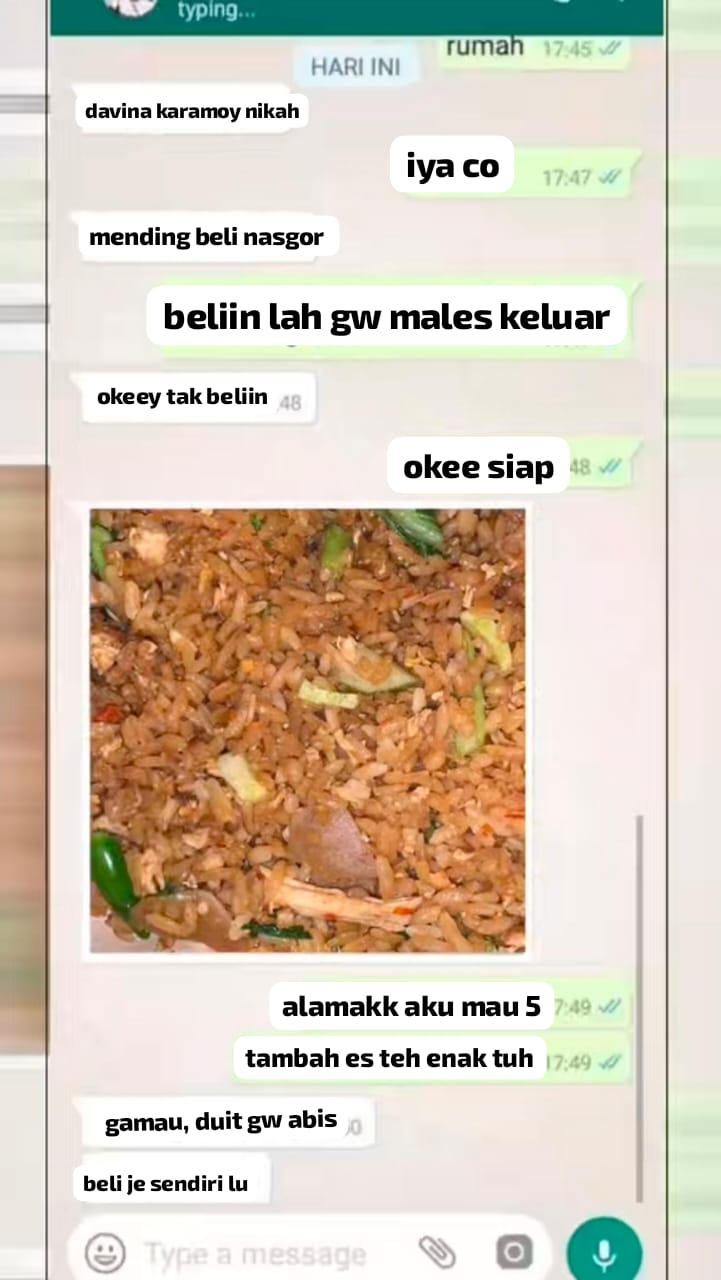 typing...
rumah 17:45
HARI INI
davina karamoy nikah
iya co 17:47
mending beli nasgor
beliin lah gw males keluar
okeey tak beliin 48
okee siap 48
alamakk aku mau 5 7:49
tambah es teh enak tuh 17:49
gamau, duit gw abis
beli je sendiri lu
Type a message